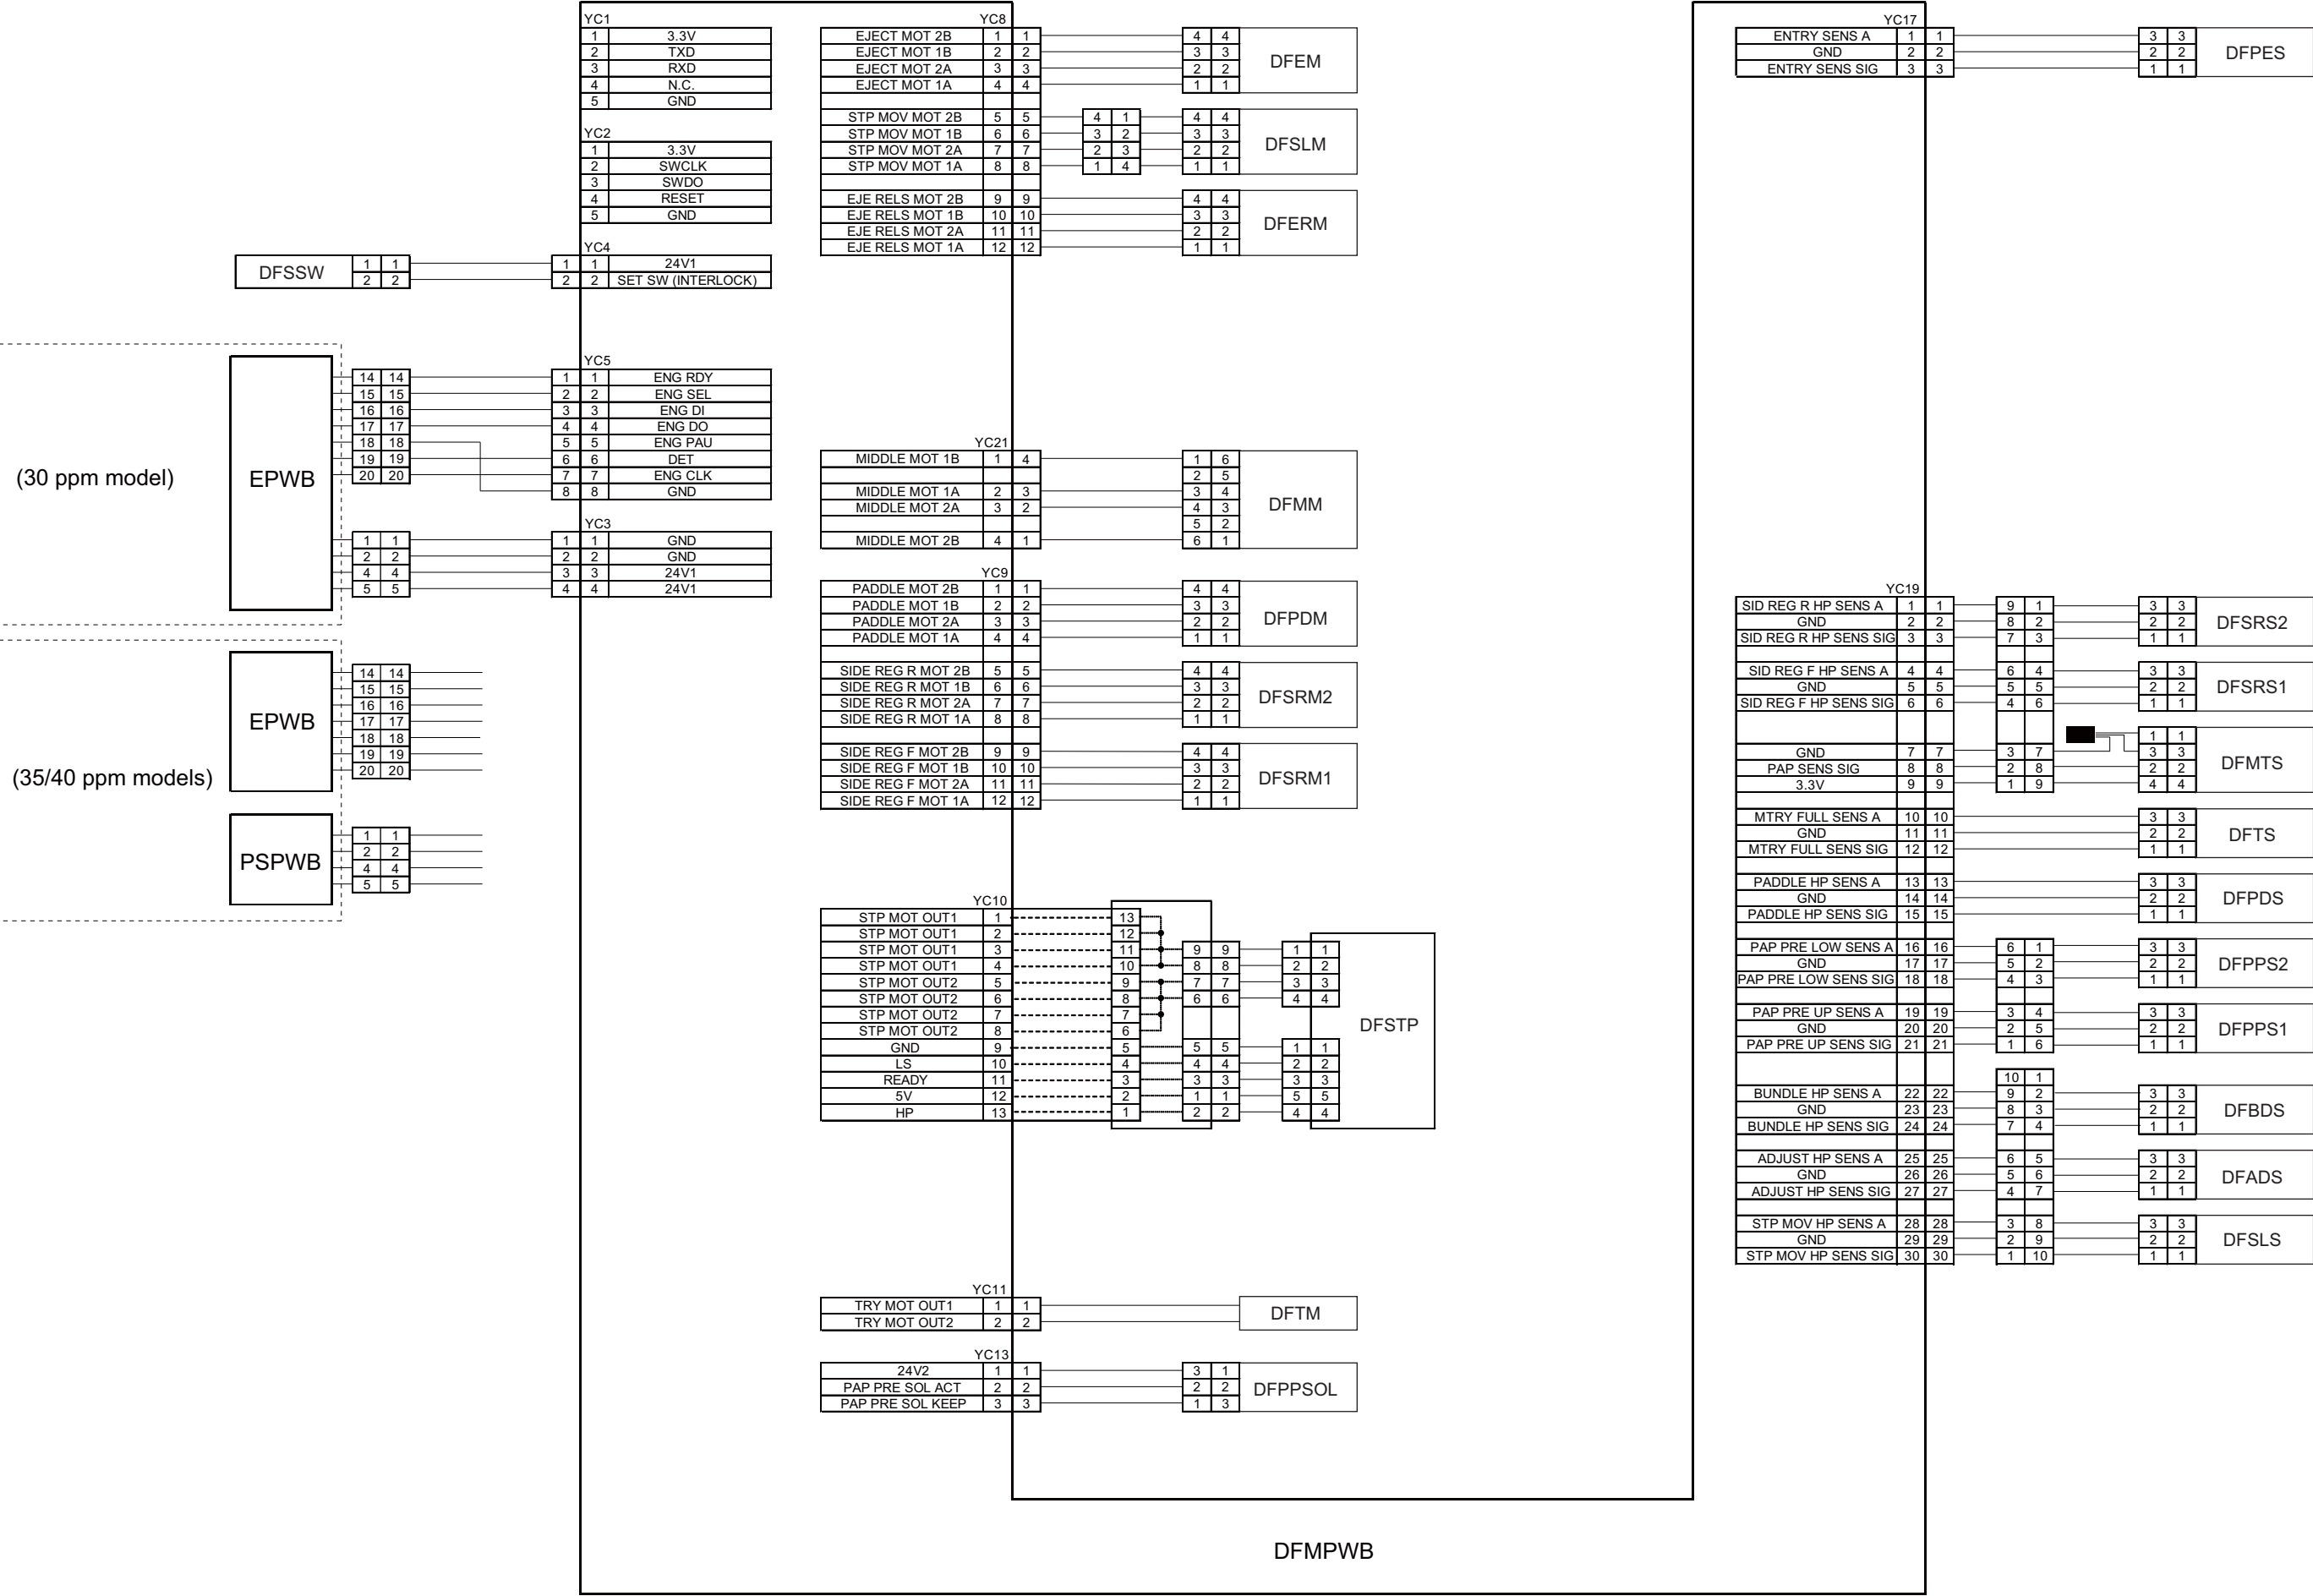 YC1
1 3.3V
2 TXD
3 RXD
4 N.C.
5 GND
YC2
1 3.3V
2 SWCLK
3 SWDO
4 RESET
5 GND
YC4
DFSSW 1 1 1 1 24V1
2 2 2 2 SET SW (INTERLOCK)
(30 ppm model)
EPWB
YC5
14 14 1 1 ENG RDY
15 15 2 2 ENG SEL
16 16 3 3 ENG DI
17 17 4 4 ENG DO
18 18 5 5 ENG PAU
19 19 6 6 DET
20 20 7 7 ENG CLK
8 8 GND
YC3
1 1 1 1 GND
2 2 2 2 GND
4 4 3 3 24V1
5 5 4 4 24V1
(35/40 ppm models)
EPWB
14 14
15 15
16 16
17 17
18 18
19 19
20 20
PSPWB
1 1
2 2
4 4
5 5
YC8
EJECT MOT 2B 1 1 4 4
EJECT MOT 1B 2 2 3 3
EJECT MOT 2A 3 3 2 2
EJECT MOT 1A 4 4 1 1
DFEM
STP MOV MOT 2B 5 5 4 1 4 4
STP MOV MOT 1B 6 6 3 2 3 3
STP MOV MOT 2A 7 7 2 3 2 2
STP MOV MOT 1A 8 8 1 4 1 1
DFSLM
EJE RELS MOT 2B 9 9 4 4
EJE RELS MOT 1B 10 10 3 3
EJE RELS MOT 2A 11 11 2 2
EJE RELS MOT 1A 12 12 1 1
DFERM
YC21
MIDDLE MOT 1B 1 4 1 6
2 5
MIDDLE MOT 1A 2 3 3 4
MIDDLE MOT 2A 3 2 4 3
5 2
MIDDLE MOT 2B 4 1 6 1
DFMM
YC9
PADDLE MOT 2B 1 1 4 4
PADDLE MOT 1B 2 2 3 3
PADDLE MOT 2A 3 3 2 2
PADDLE MOT 1A 4 4 1 1
DFPDM
SIDE REG R MOT 2B 5 5 4 4
SIDE REG R MOT 1B 6 6 3 3
SIDE REG R MOT 2A 7 7 2 2
SIDE REG R MOT 1A 8 8 1 1
DFSRM2
SIDE REG F MOT 2B 9 9 4 4
SIDE REG F MOT 1B 10 10 3 3
SIDE REG F MOT 2A 11 11 2 2
SIDE REG F MOT 1A 12 12 1 1
DFSRM1
YC10
STP MOT OUT1 1 13
STP MOT OUT1 2 12
STP MOT OUT1 3 11 9 9 1 1
STP MOT OUT1 4 10 8 8 2 2
STP MOT OUT2 5 9 7 7 3 3
STP MOT OUT2 6 8 6 6 4 4
STP MOT OUT2 7 7
STP MOT OUT2 8 6
GND 9 5 5 5 1 1
LS 10 4 4 4 2 2
READY 11 3 3 3 3 3
5V 12 2 1 1 5 5
HP 13 1 2 2 4 4
DFSTP
YC11
TRY MOT OUT1 1 1
TRY MOT OUT2 2 2
DFTM
YC13
24V2 1 1 3 1
PAP PRE SOL ACT 2 2 2 2
PAP PRE SOL KEEP 3 3 1 3
DFPPSOL
YC17
ENTRY SENS A 1 1 3 3
GND 2 2 2 2
ENTRY SENS SIG 3 3 1 1
DFPES
YC19
SID REG R HP SENS A 1 1 9 1 3 3
GND 2 2 8 2 2 2
SID REG R HP SENS SIG 3 3 7 3 1 1
DFSRS2
SID REG F HP SENS A 4 4 6 4 3 3
GND 5 5 5 5 2 2
SID REG F HP SENS SIG 6 6 4 6 1 1
DFSRS1
1 1
GND 7 7 3 7 3 3
PAP SENS SIG 8 8 2 8 2 2
3.3V 9 9 1 9 4 4
DFMTS
MTRY FULL SENS A 10 10 3 3
GND 11 11 2 2
MTRY FULL SENS SIG 12 12 1 1
DFTS
PADDLE HP SENS A 13 13 3 3
GND 14 14 2 2
PADDLE HP SENS SIG 15 15 1 1
DFPDS
PAP PRE LOW SENS A 16 16 6 1 3 3
GND 17 17 5 2 2 2
PAP PRE LOW SENS SIG 18 18 4 3 1 1
DFPPS2
PAP PRE UP SENS A 19 19 3 4 3 3
GND 20 20 2 5 2 2
PAP PRE UP SENS SIG 21 21 1 6 1 1
DFPPS1
10 1
BUNDLE HP SENS A 22 22 9 2 3 3
GND 23 23 8 3 2 2
BUNDLE HP SENS SIG 24 24 7 4 1 1
DFBDS
ADJUST HP SENS A 25 25 6 5 3 3
GND 26 26 5 6 2 2
ADJUST HP SENS SIG 27 27 4 7 1 1
DFADS
STP MOV HP SENS A 28 28 3 8 3 3
GND 29 29 2 9 2 2
STP MOV HP SENS SIG 30 30 1 10 1 1
DFSLS
DFMPWB